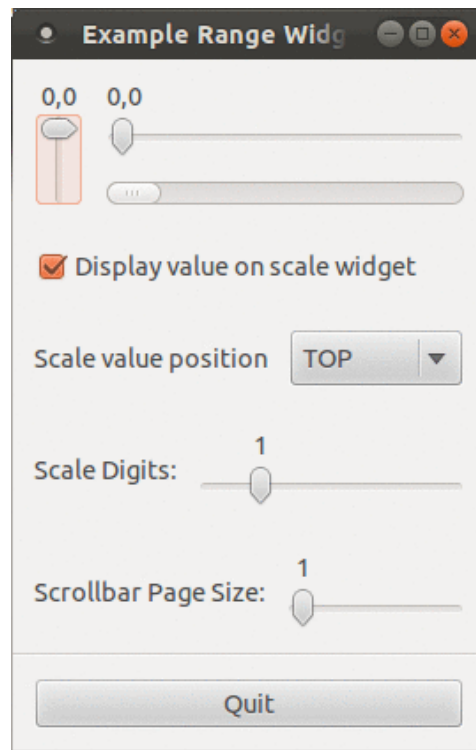 Example Range Widg
0,0 0,0
Display value on scale widget
Scale value position TOP
1
Scale Digits:
1
Scrollbar Page Size:
Quit